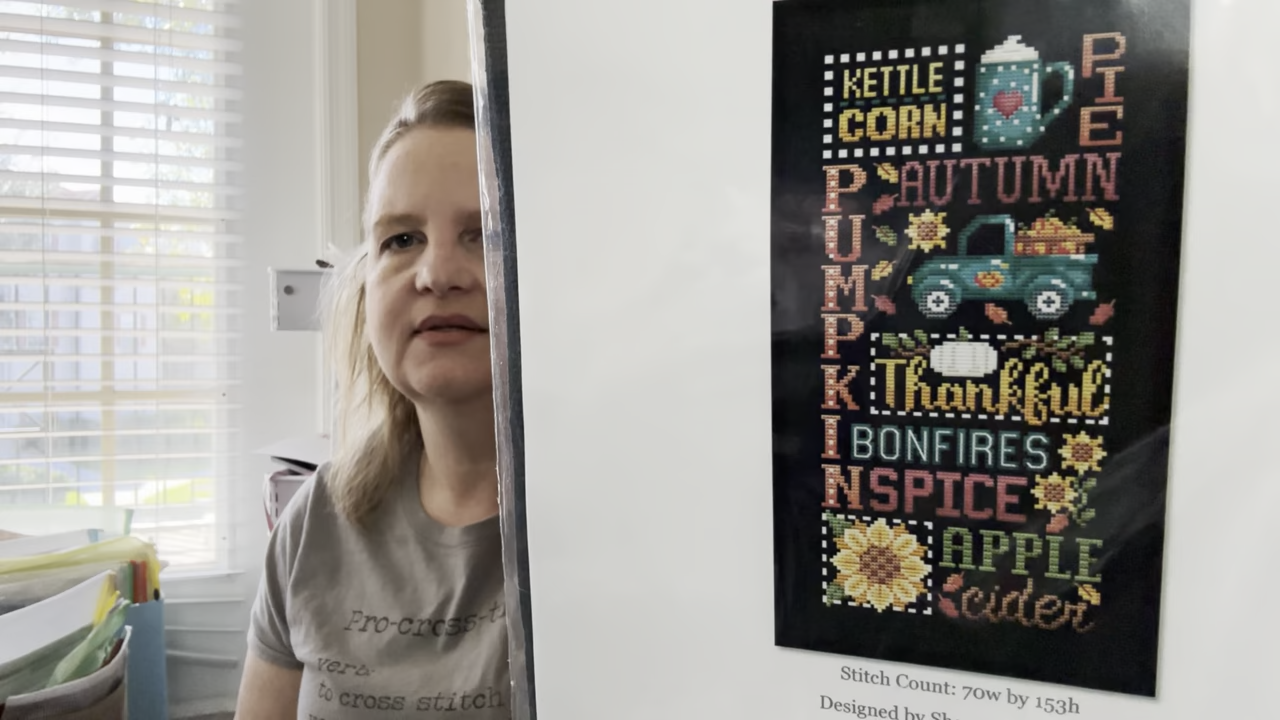 KETTLE
CORN
PIE
AUTUMN
PUMPKIN
Thankful
BONFIRES
SPICE
APPLE
cider
Stitch Count: 70w by 153h
Designed by
Pro-cross-
verb
to cross stitch